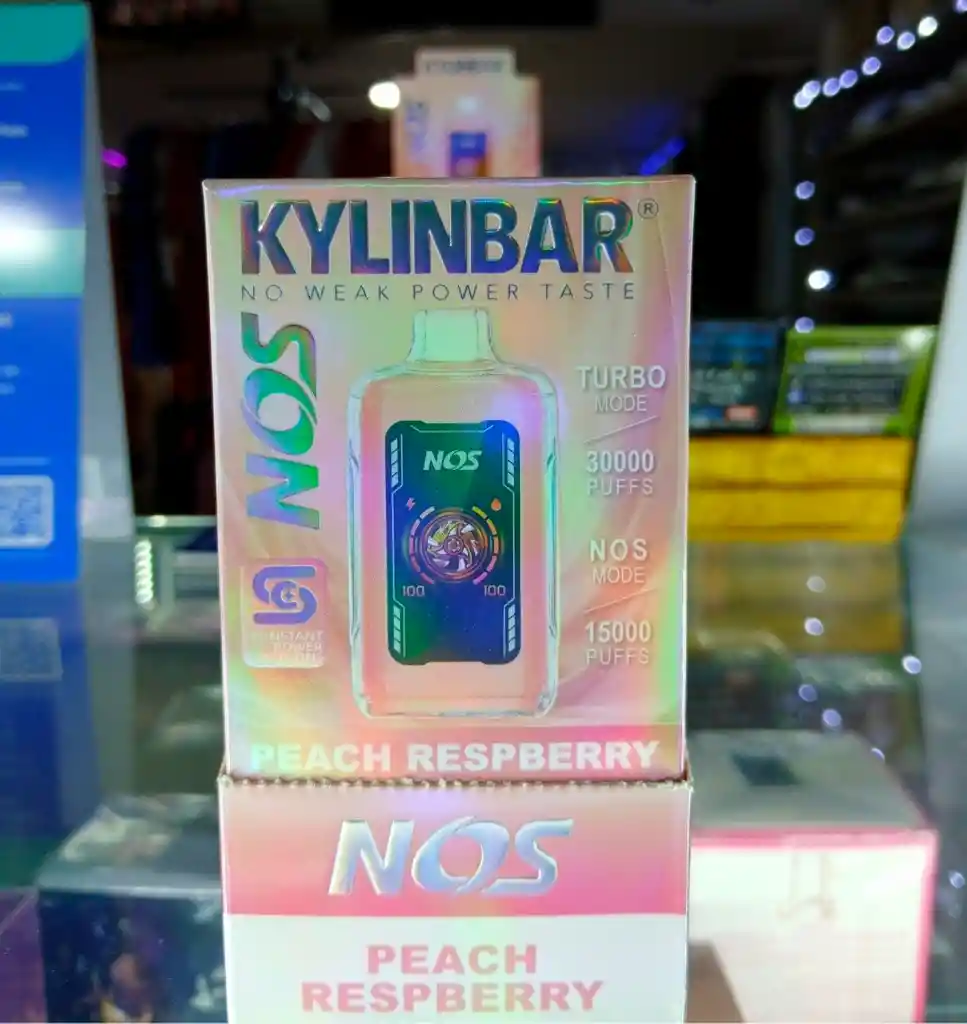 KYLINBAR®
NO WEAK POWER TASTE
NOS
TURBO
MODE
30000
PUFFS
NOS
MODE
15000
PUFFS
NOS
100 100
PEACH RESPBERRY
NOS
PEACH
RESPBERRY